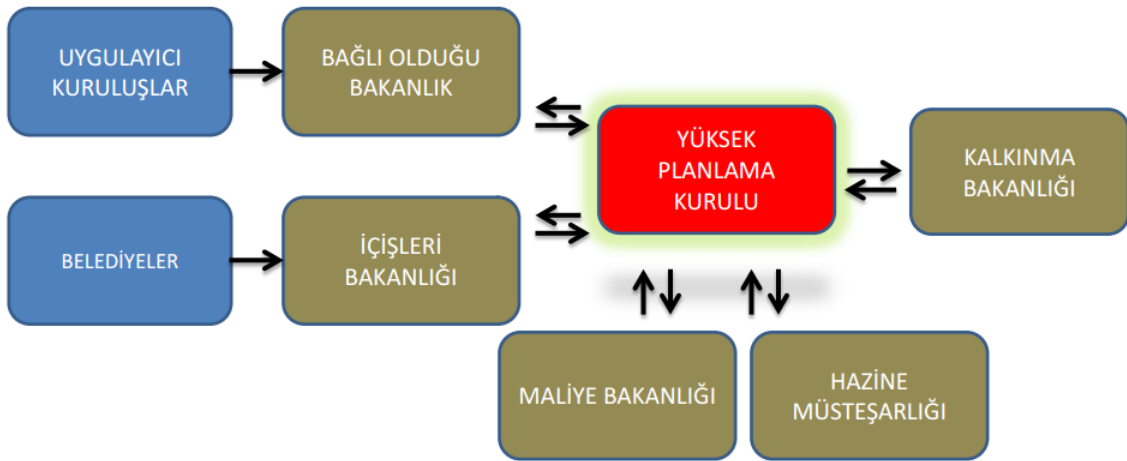 UYGULAYICI
KURULUŞLAR
BAĞLI OLDUĞU
BAKANLIK
YÜKSEK
PLANLAMA
KURULU
KALKINMA
BAKANLIĞI
BELEDİYELER
İÇİŞLERİ
BAKANLIĞI
MALİYE BAKANLIĞI
HAZİNE
MÜSTEŞARLIĞI